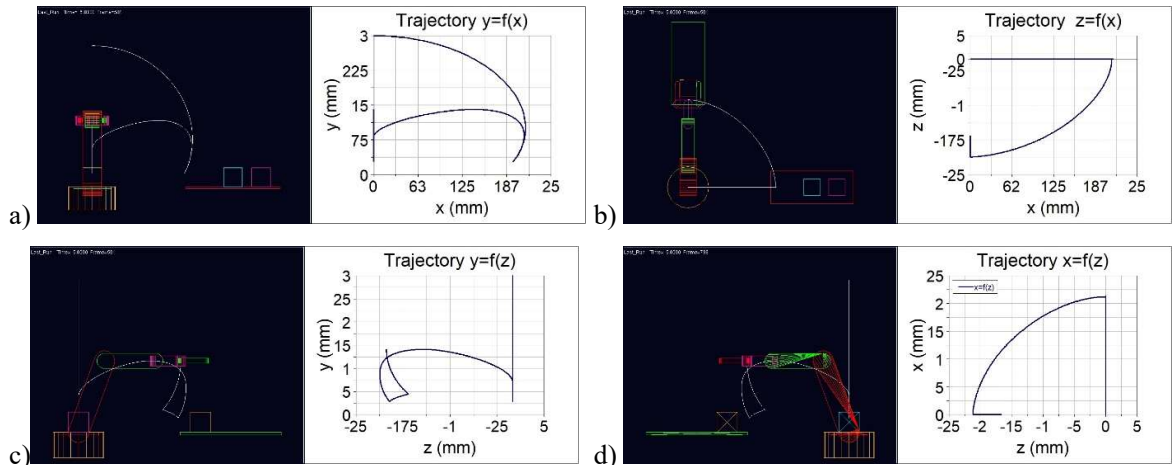 Trajectory y=f(x)
3
225
15
75
0
y (mm)
0 63 125 187 25
x (mm)
a)
Trajectory z=f(x)
5
0
-25
-1
-175
-25
z (mm)
0 62 125 187 25
x (mm)
b)
Trajectory y=f(z)
3
25
2
15
1
5
0
y (mm)
-25 -175 -1 -25 5
z (mm)
c)
Trajectory x=f(z)
x=f(z)
25
2
15
1
5
0
x (mm)
-25 -2 -15 -1 -5 0 5
z (mm)
d)